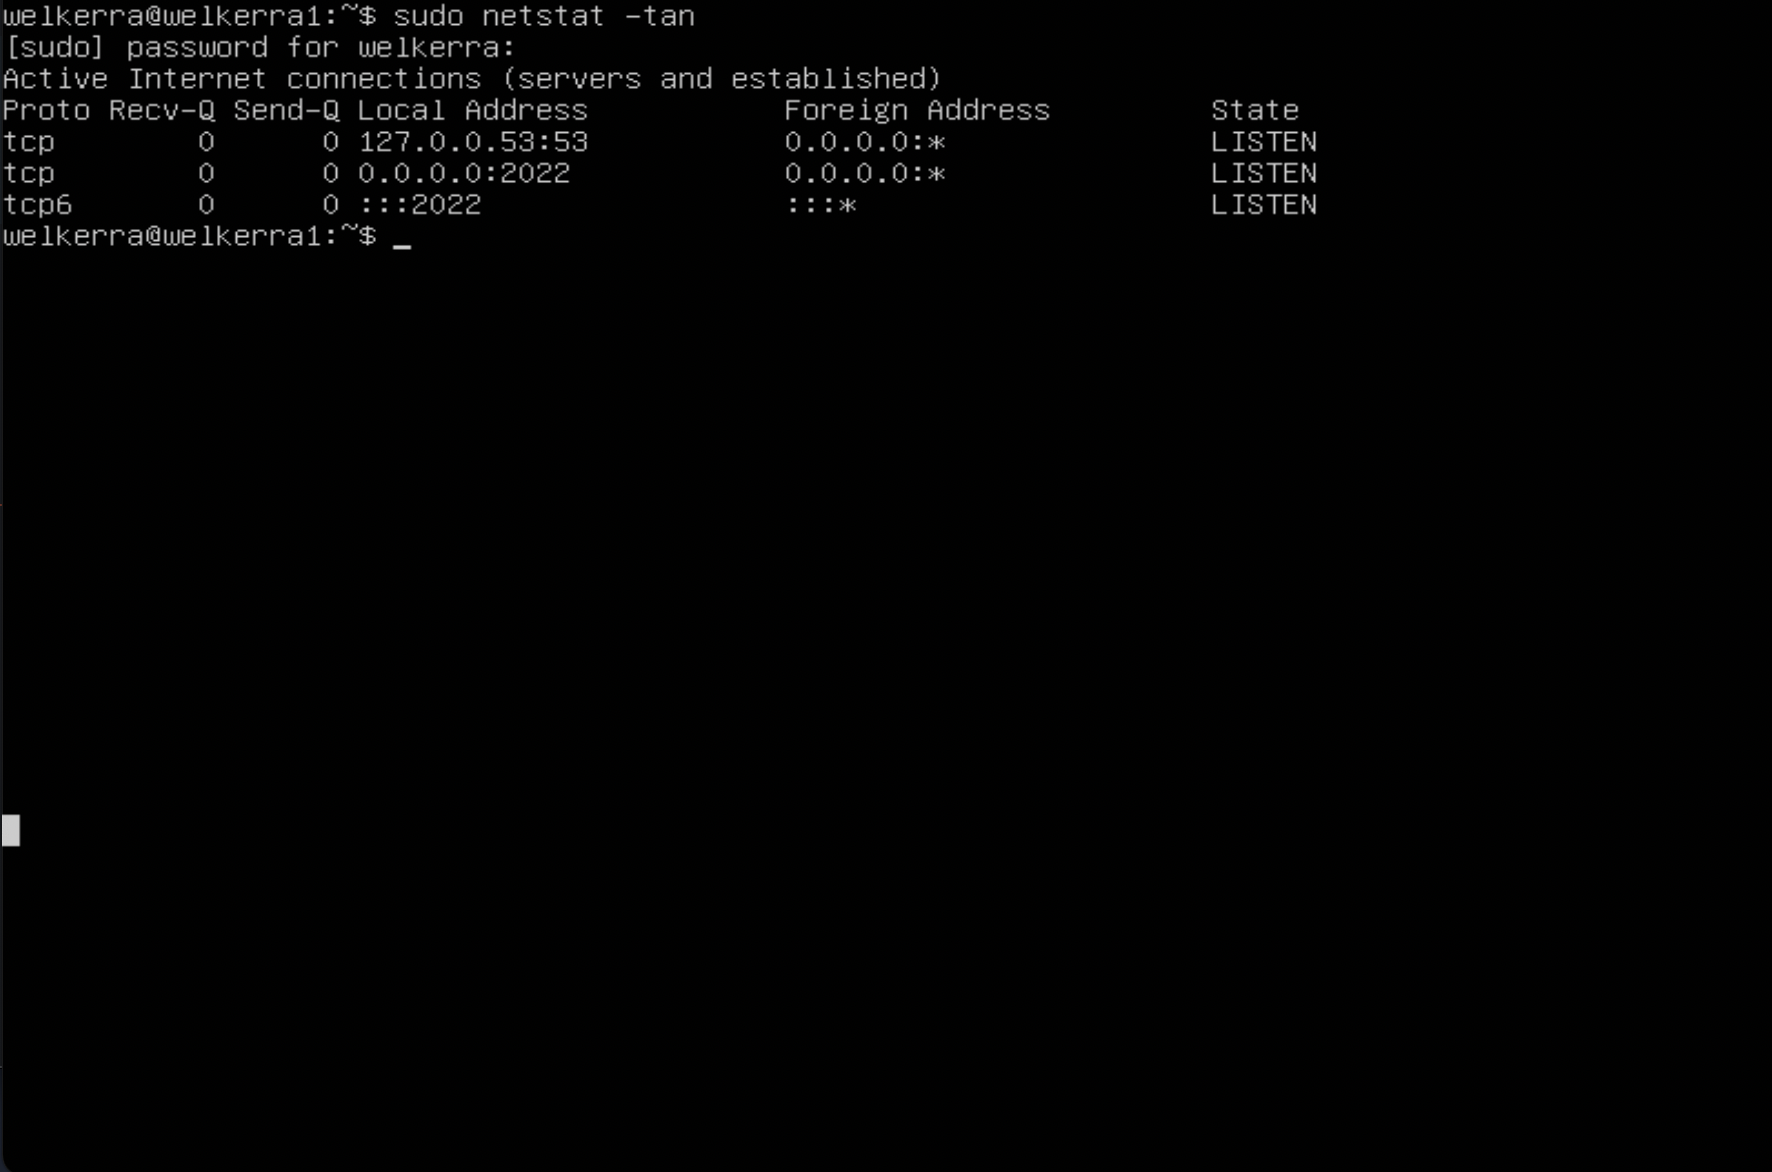 welkerra@welkerra1:~$ sudo netstat -tan
[sudo] password for welkerra:
Active Internet connections (servers and established)
Proto Recv-Q Send-Q Local Address           Foreign Address         State
tcp        0      0 127.0.0.53:53           0.0.0.0:*               LISTEN
tcp        0      0 0.0.0.0:2022            0.0.0.0:*               LISTEN
tcp6       0      0 :::2022                 :::*                    LISTEN
welkerra@welkerra1:~$ _